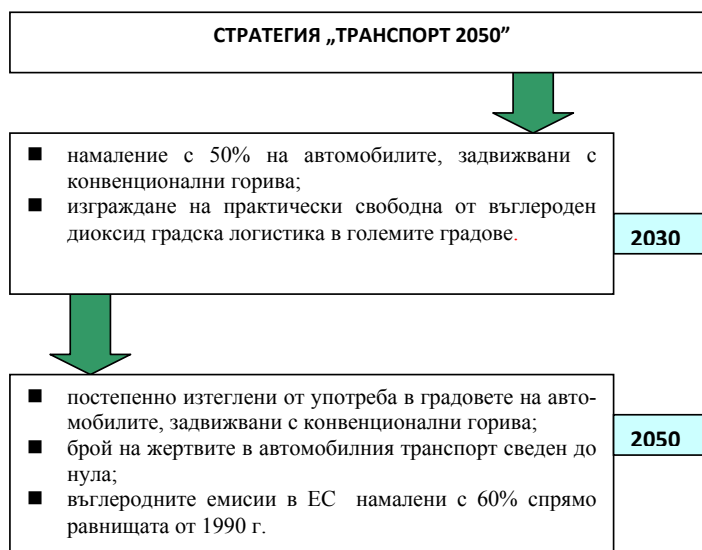 СТРАТЕГИЯ „ТРАНСПОРТ 2050”
■ намаление с 50% на автомобилите, задвижвани с
конвенционални горива;
■ изграждане на практически свободна от въглероден
диоксид градска логистика в големите градове.
2030
■ постепенно изтеглени от употреба в градовете на авто-
мобилите, задвижвани с конвенционални горива;
■ брой на жертвите в автомобилния транспорт сведен до
нула;
■ въглеродните емисии в ЕС намалени с 60% спрямо
равнищата от 1990 г.
2050